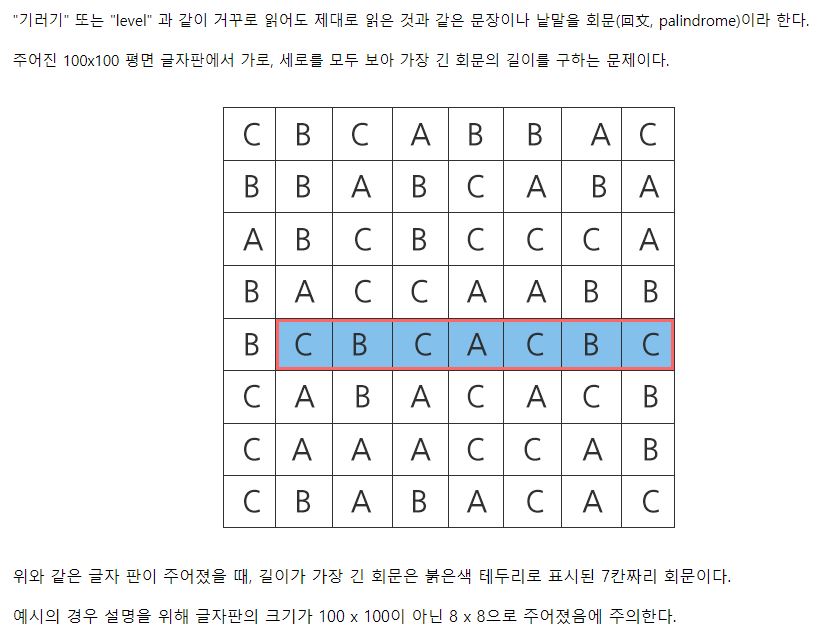 "기러기" 또는 "level" 과 같이 거꾸로 읽어도 제대로 읽은 것과 같은 문장이나 낱말을 회문(回文, palindrome)이라 한다.
주어진 100x100 평면 글자판에서 가로, 세로를 모두 보아 가장 긴 회문의 길이를 구하는 문제이다.
C B C A B B A C
B B A B C A B A
A B C B C C C A
B A C C A A B B
B C B C A C B C
C A B A C A C B
C A A A C C A B
C B A B A C A C
위와 같은 글자 판이 주어졌을 때, 길이가 가장 긴 회문은 붉은색 테두리로 표시된 7칸짜리 회문이다.
예시의 경우 설명을 위해 글자판의 크기가 100 x 100이 아닌 8 x 8으로 주어졌음에 주의한다.